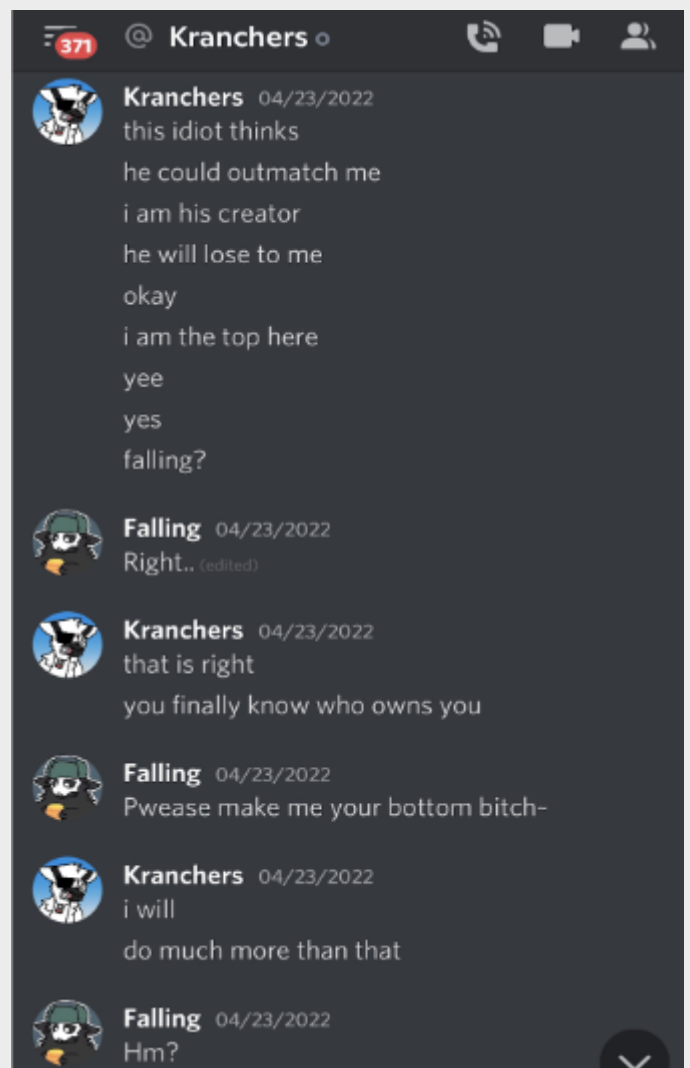 371
@ Kranchers
Kranchers 04/23/2022
this idiot thinks
he could outmatch me
i am his creator
he will lose to me
okay
i am the top here
yee
yes
falling?
Falling 04/23/2022
Right.. (edited)
Kranchers 04/23/2022
that is right
you finally know who owns you
Falling 04/23/2022
Pwease make me your bottom bitch-
Kranchers 04/23/2022
i will
do much more than that
Falling 04/23/2022
Hm?